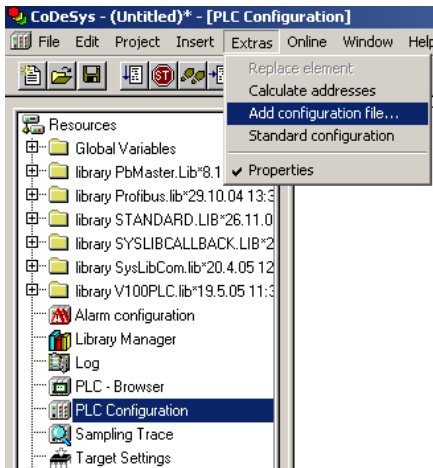 CoDeSys - (Untitled)* - [PLC Configuration]
File Edit Project Insert Extras Online Window Help
Replace element
Calculate addresses
Add configuration file...
Standard configuration
Properties
Resources
Global Variables
library PbMaster.Lib*8.1
library Profibus.lib*29.10.04 13:3
library STANDARD.LIB*26.11.0
library SYSLIBCALLBACK.LIB*2
library SysLibCom.lib*20.4.05 12
library V100PLC.lib*19.5.05 11:3
Alarm configuration
Library Manager
Log
PLC - Browser
PLC Configuration
Sampling Trace
Target Settings